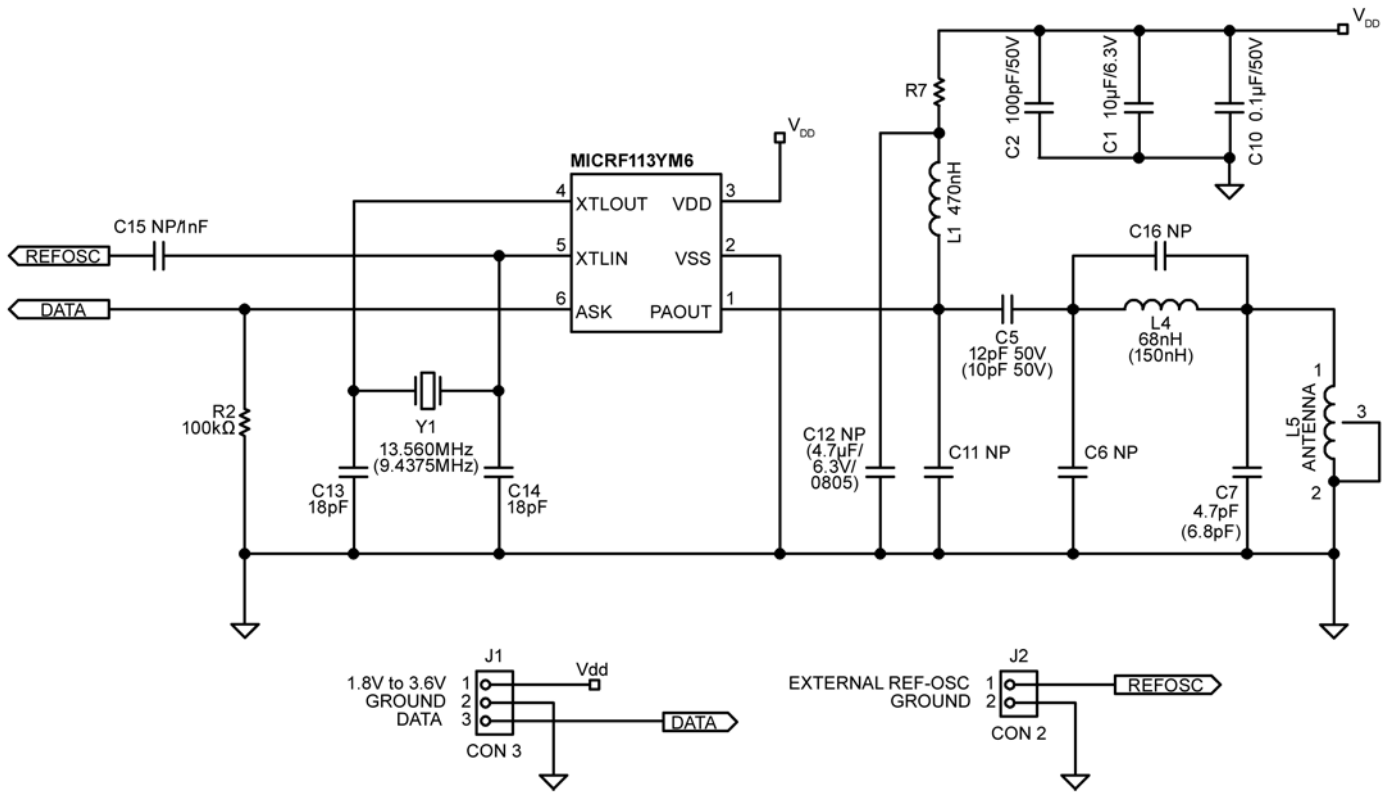 V_DD
R7
C2 100pF/50V
C1 10µF/6.3V
C10 0.1µF/50V
V_DD
MICRF113YM6
4
XTLOUT
VDD
3
5
XTLIN
VSS
2
6
ASK
PAOUT
1
C15 NP/1nF
REFOSC
DATA
L1 470nH
C16 NP
L4
68nH
(150nH)
C5
12pF 50V
(10pF 50V)
R2
100kΩ
Y1
13.560MHz
(9.4375MHz)
C13
18pF
C14
18pF
C12 NP
(4.7µF/
6.3V/
0805)
C11 NP
C6 NP
C7
4.7pF
(6.8pF)
1
L5
ANTENNA
3
2
J1
1.8V to 3.6V 1
GROUND 2
DATA 3
Vdd
DATA
CON 3
J2
EXTERNAL REF-OSC 1
GROUND 2
REFOSC
CON 2